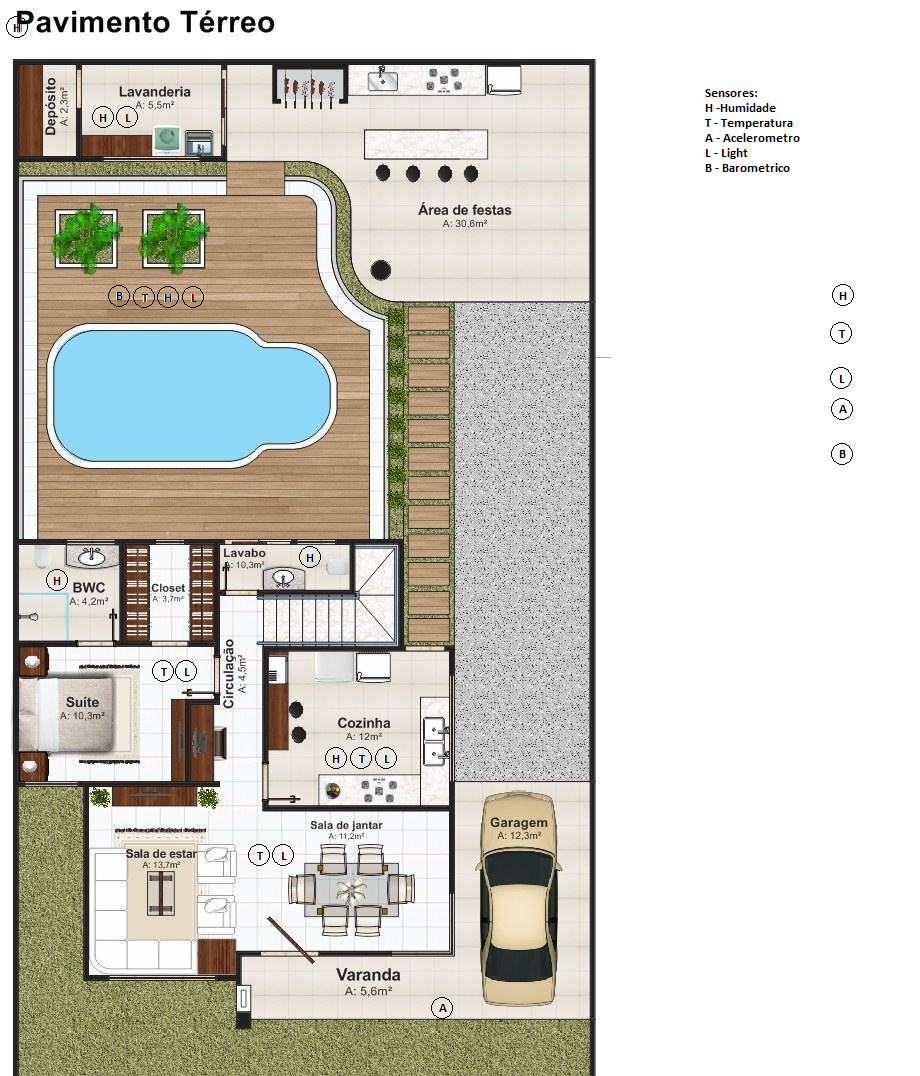 Pavimento Térreo
H
Depósito
A: 2,3m²
Lavanderia
A: 5,5m²
H L
Sensores:
H -Humidade
T - Temperatura
A - Acelerometro
L - Light
B - Barometrico
Área de festas
A: 30,6m²
B T H L
H
T
L
A
B
Lavabo
A: 10,3m²
H
H
BWC
A: 4,2m²
Closet
A: 3,7m²
Circulação
A: 4,5m²
T L
Suíte
A: 10,3m²
Cozinha
A: 12m²
H T L
Garagem
A: 12,3m²
Sala de jantar
A: 11,2m²
Sala de estar
A: 13,7m²
T L
Varanda
A: 5,6m²
A